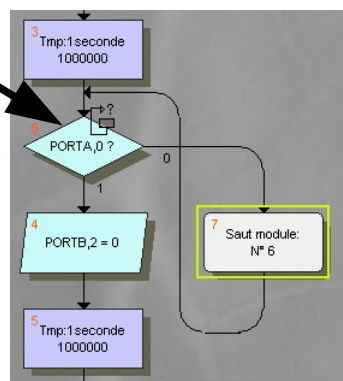 3
Tmp:1seconde
1000000
?
6
PORTA,0 ?
0
1
4
PORTB,2 = 0
7
Saut module:
N° 6
5
Tmp:1seconde
1000000